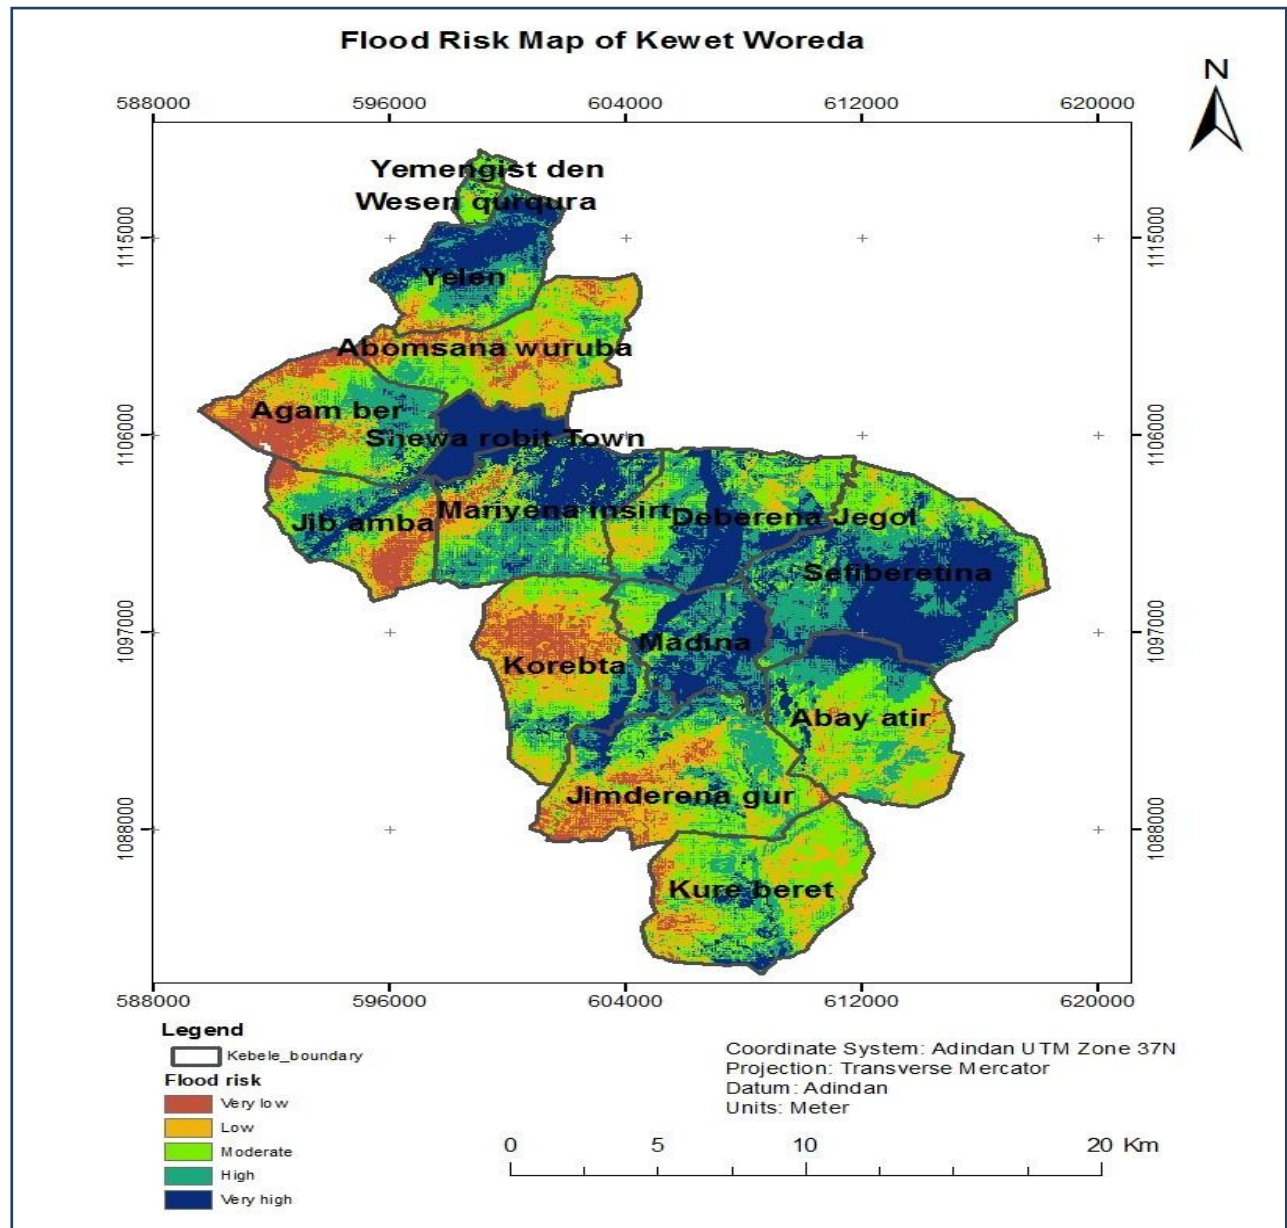 Flood Risk Map of Kewet Woreda
N
588000 596000 604000 612000 620000
Yemengist den
Wesen qurqura
1115000 1115000
Yelen
Abomsana wuruba
Agam ber
1106000 1106000
Shewa robit Town
Mariyena Insirt
Deberena Jegol
Jib amba
Sefiberetina
1097000 1097000
Madina
Korebta
Abay atir
Jimderena gur
1088000 1088000
Kure beret
588000 596000 604000 612000 620000
Legend
Kebele_boundary
Flood risk
Very low
Low
Moderate
High
Very high
Coordinate System: Adindan UTM Zone 37N
Projection: Transverse Mercator
Datum: Adindan
Units: Meter
0 5 10 20 Km